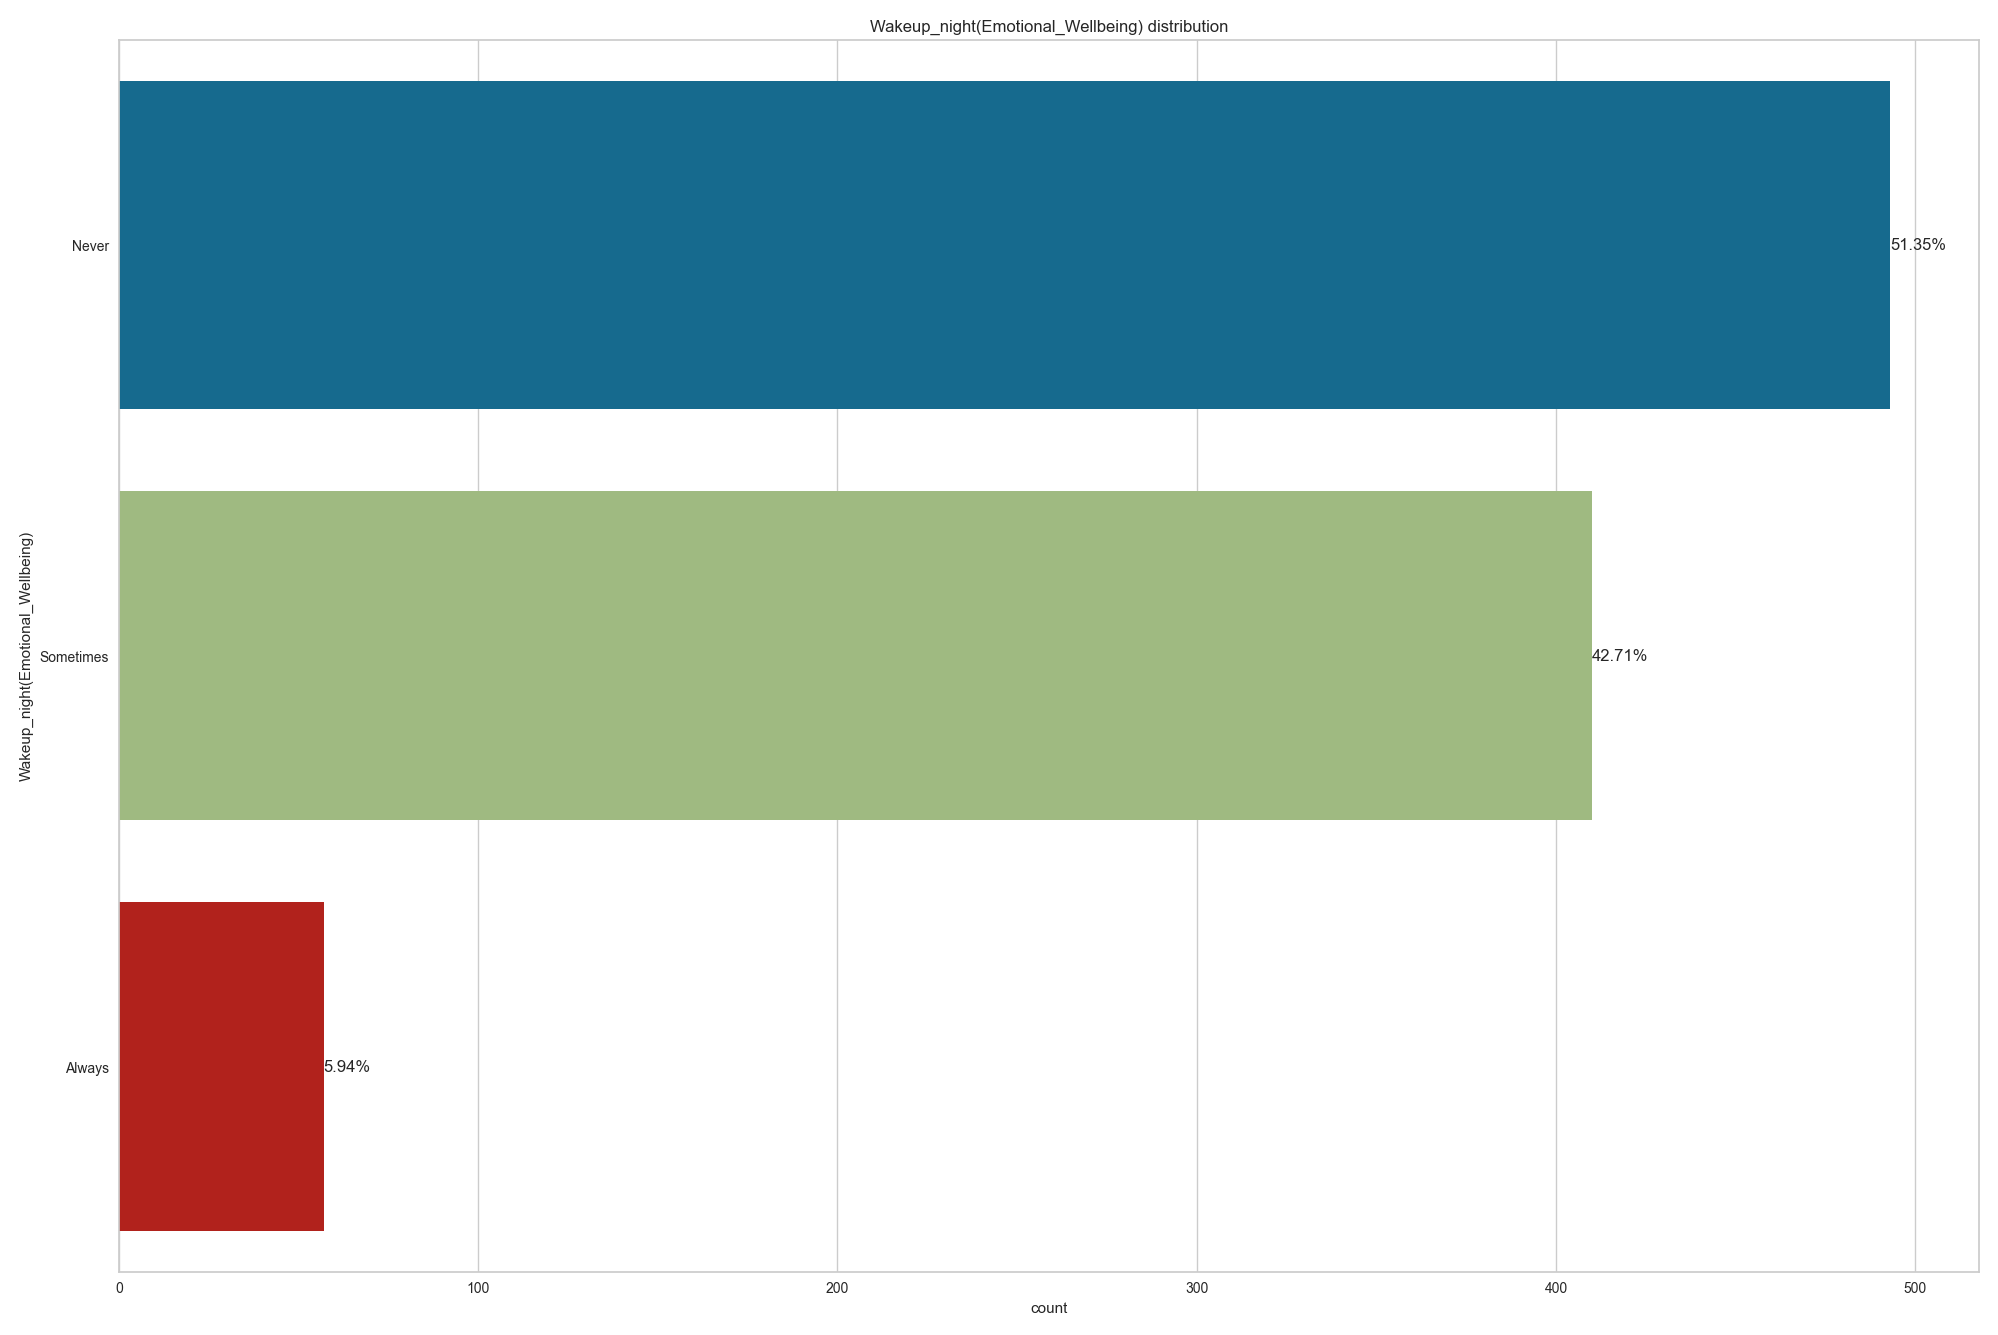 Wakeup_night(Emotional_Wellbeing) distribution
Never
51.35%
Wakeup_night(Emotional_Wellbeing)
Sometimes
42.71%
Always
5.94%
0 100 200 300 400 500
count